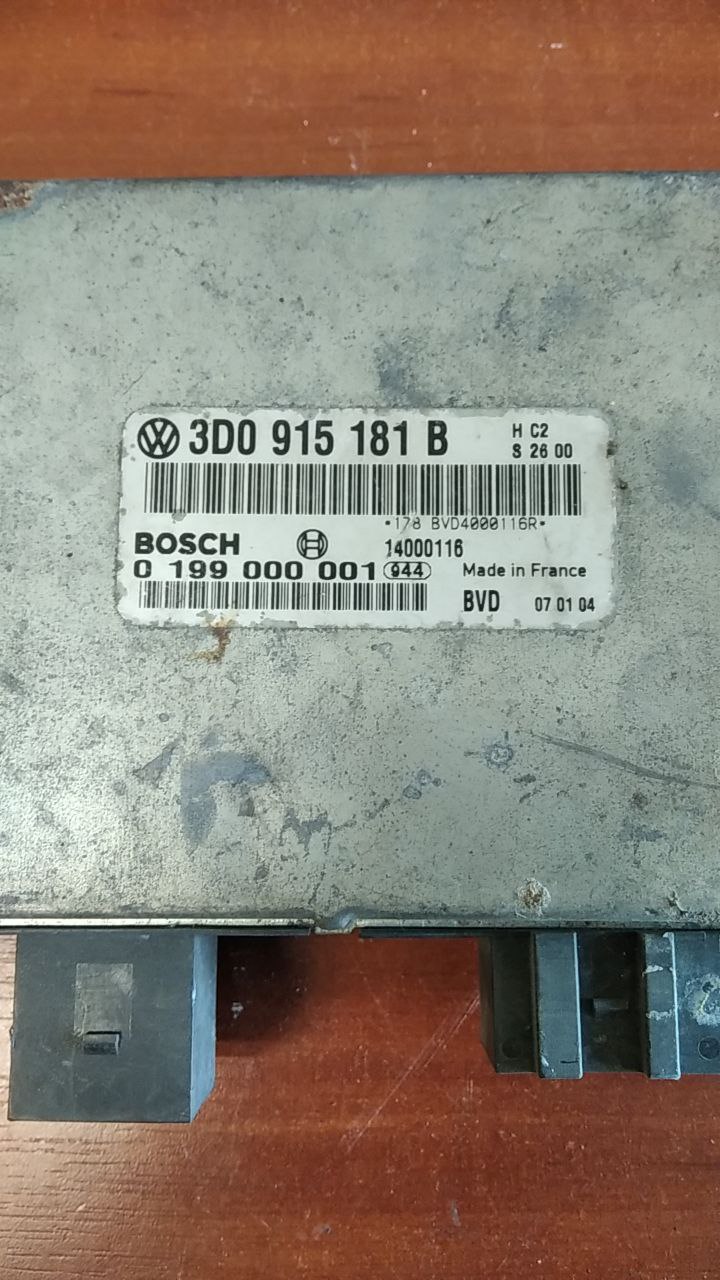 3D0 915 181 B
H C2
S 26 00
*178 BVD4000116R*
BOSCH
14000116
0 199 000 001 944
Made in France
BVD
07 01 04